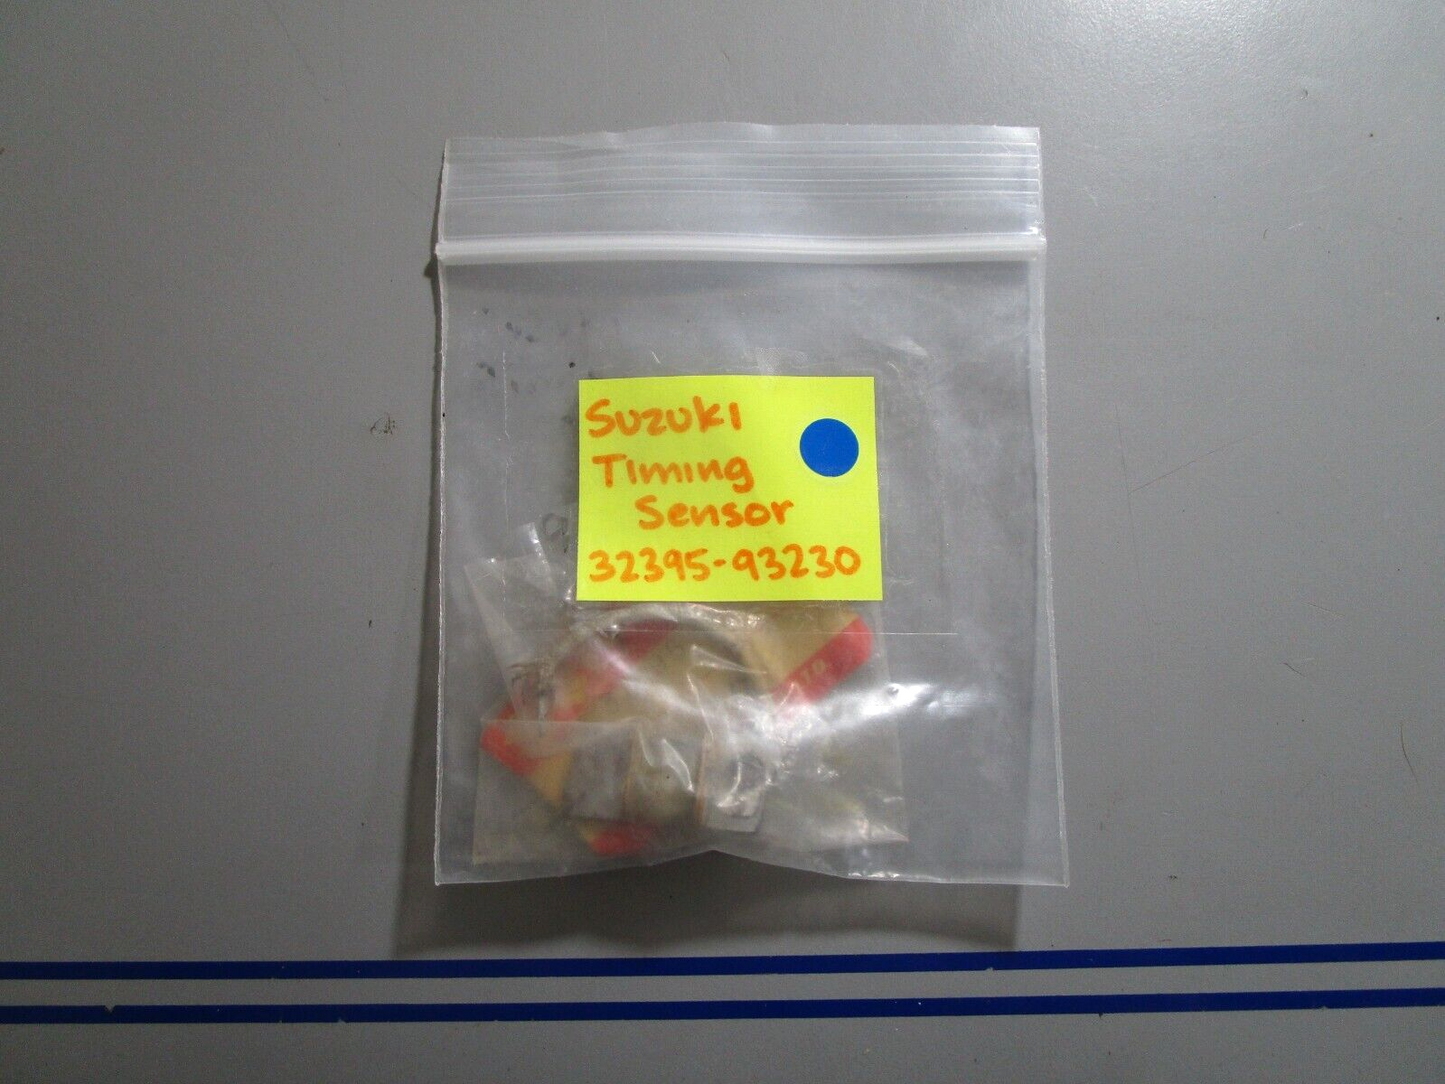 Suzuki
Timing
Sensor
32395-93230